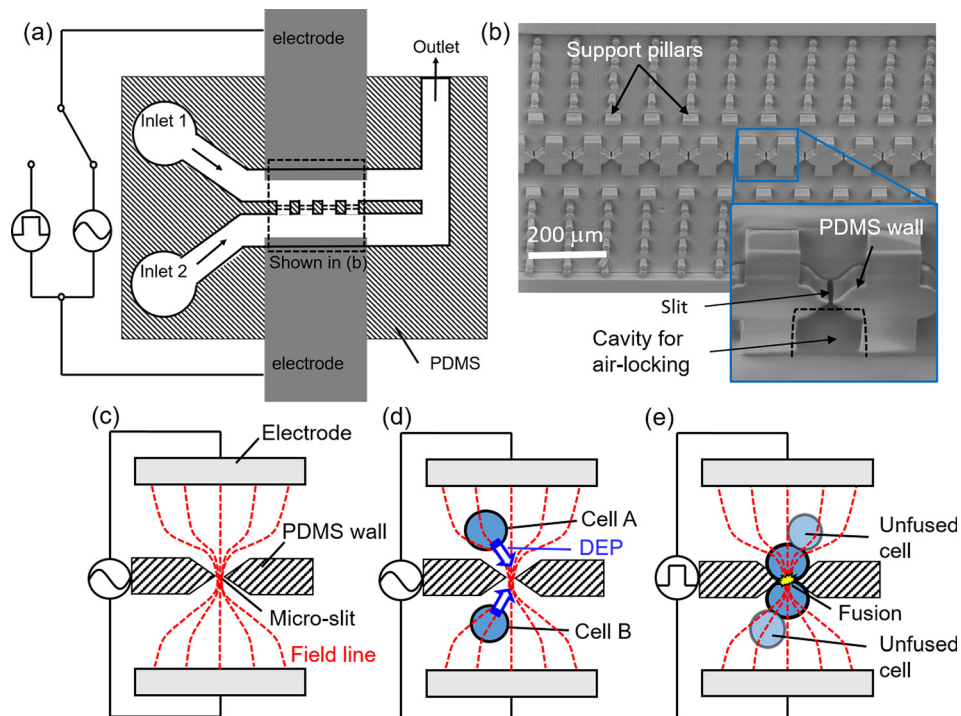 (a)
electrode
Outlet
Inlet 1
Inlet 2
Shown in (b)
PDMS
electrode
(b)
Support pillars
200 μm
PDMS wall
Slit
Cavity for
air-locking
(c)
Electrode
PDMS wall
Micro-slit
Field line
(d)
Cell A
DEP
Cell B
(e)
Unfused
cell
Fusion
Unfused
cell